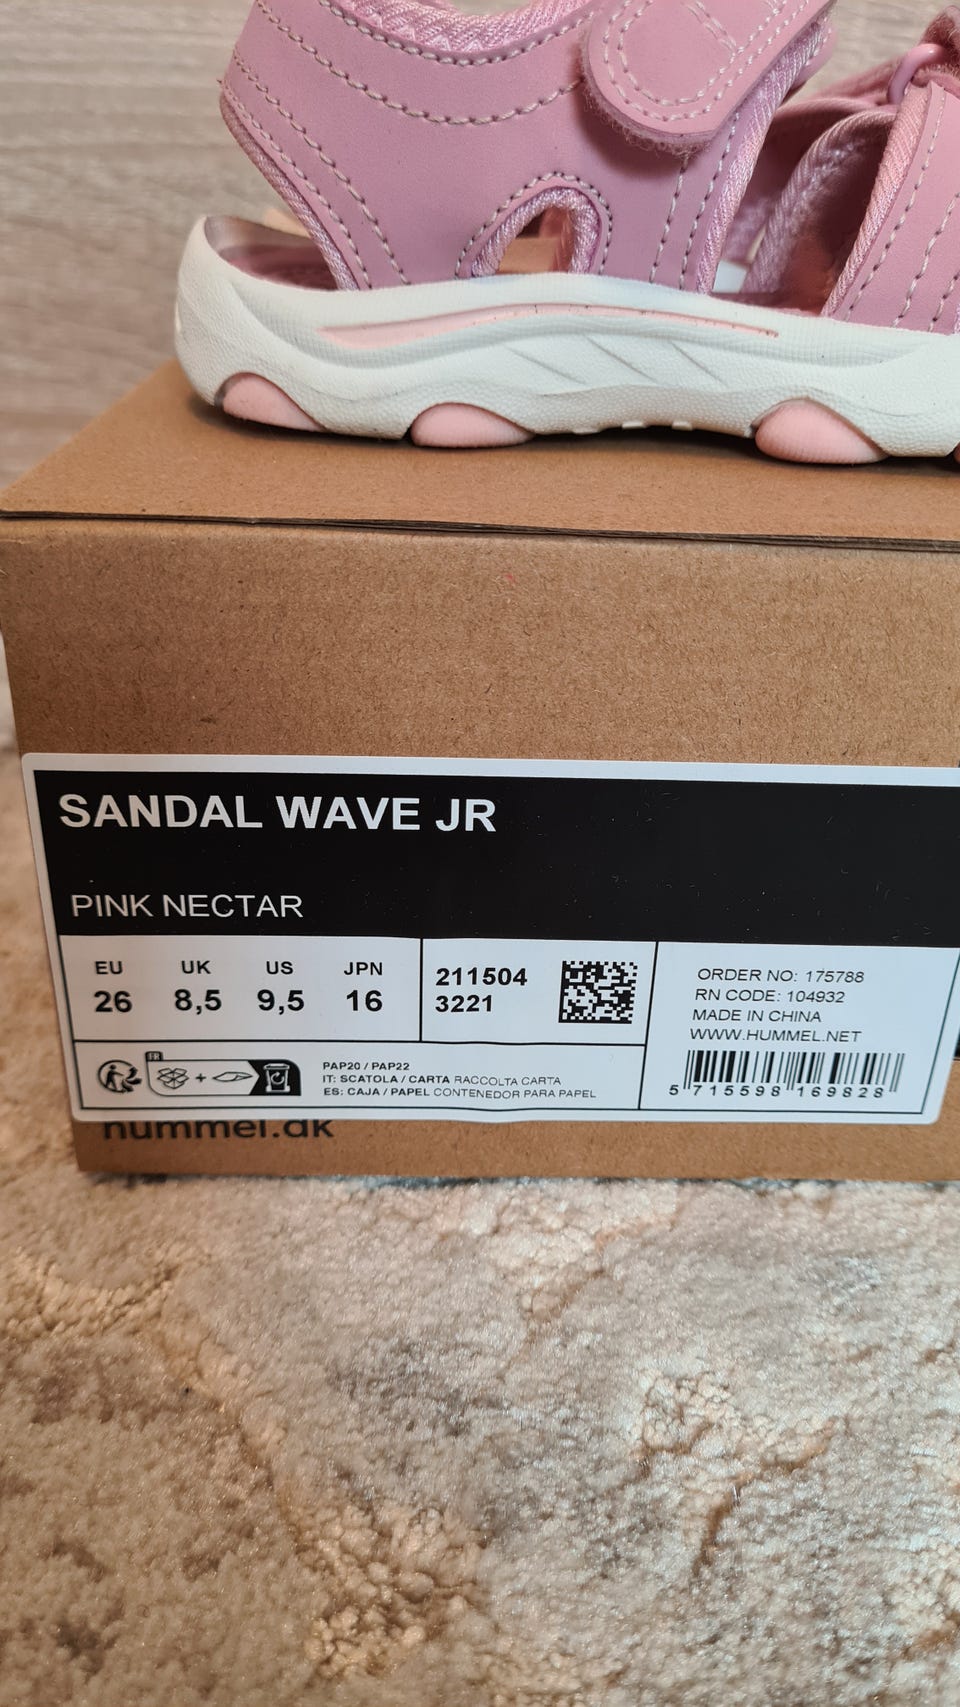 SANDAL WAVE JR
PINK NECTAR
EU UK US JPN
26 8,5 9,5 16
211504
3221
ORDER NO: 175788
RN CODE: 104932
MADE IN CHINA
WWW.HUMMEL.NET
5 715598 169828
FR
PAP20 / PAP22
IT: SCATOLA / CARTA RACCOLTA CARTA
ES: CAJA / PAPEL CONTENEDOR PARA PAPEL
hummel.dk